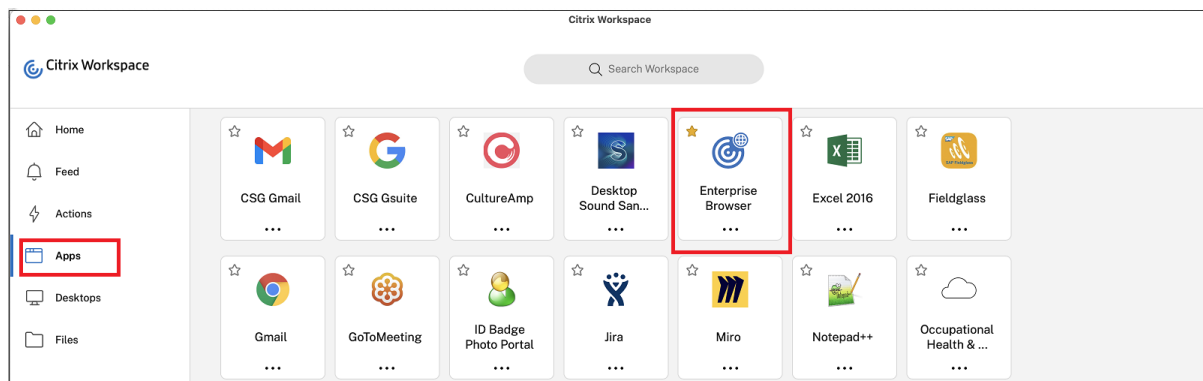 Citrix Workspace
Citrix Workspace
Search Workspace
Home
Feed
Actions
Apps
Desktops
Files
CSG Gmail
CSG Gsuite
CultureAmp
Desktop
Sound San...
Enterprise
Browser
Excel 2016
Fieldglass
Gmail
GoToMeeting
ID Badge
Photo Portal
Jira
Miro
Notepad++
Occupational
Health & ...